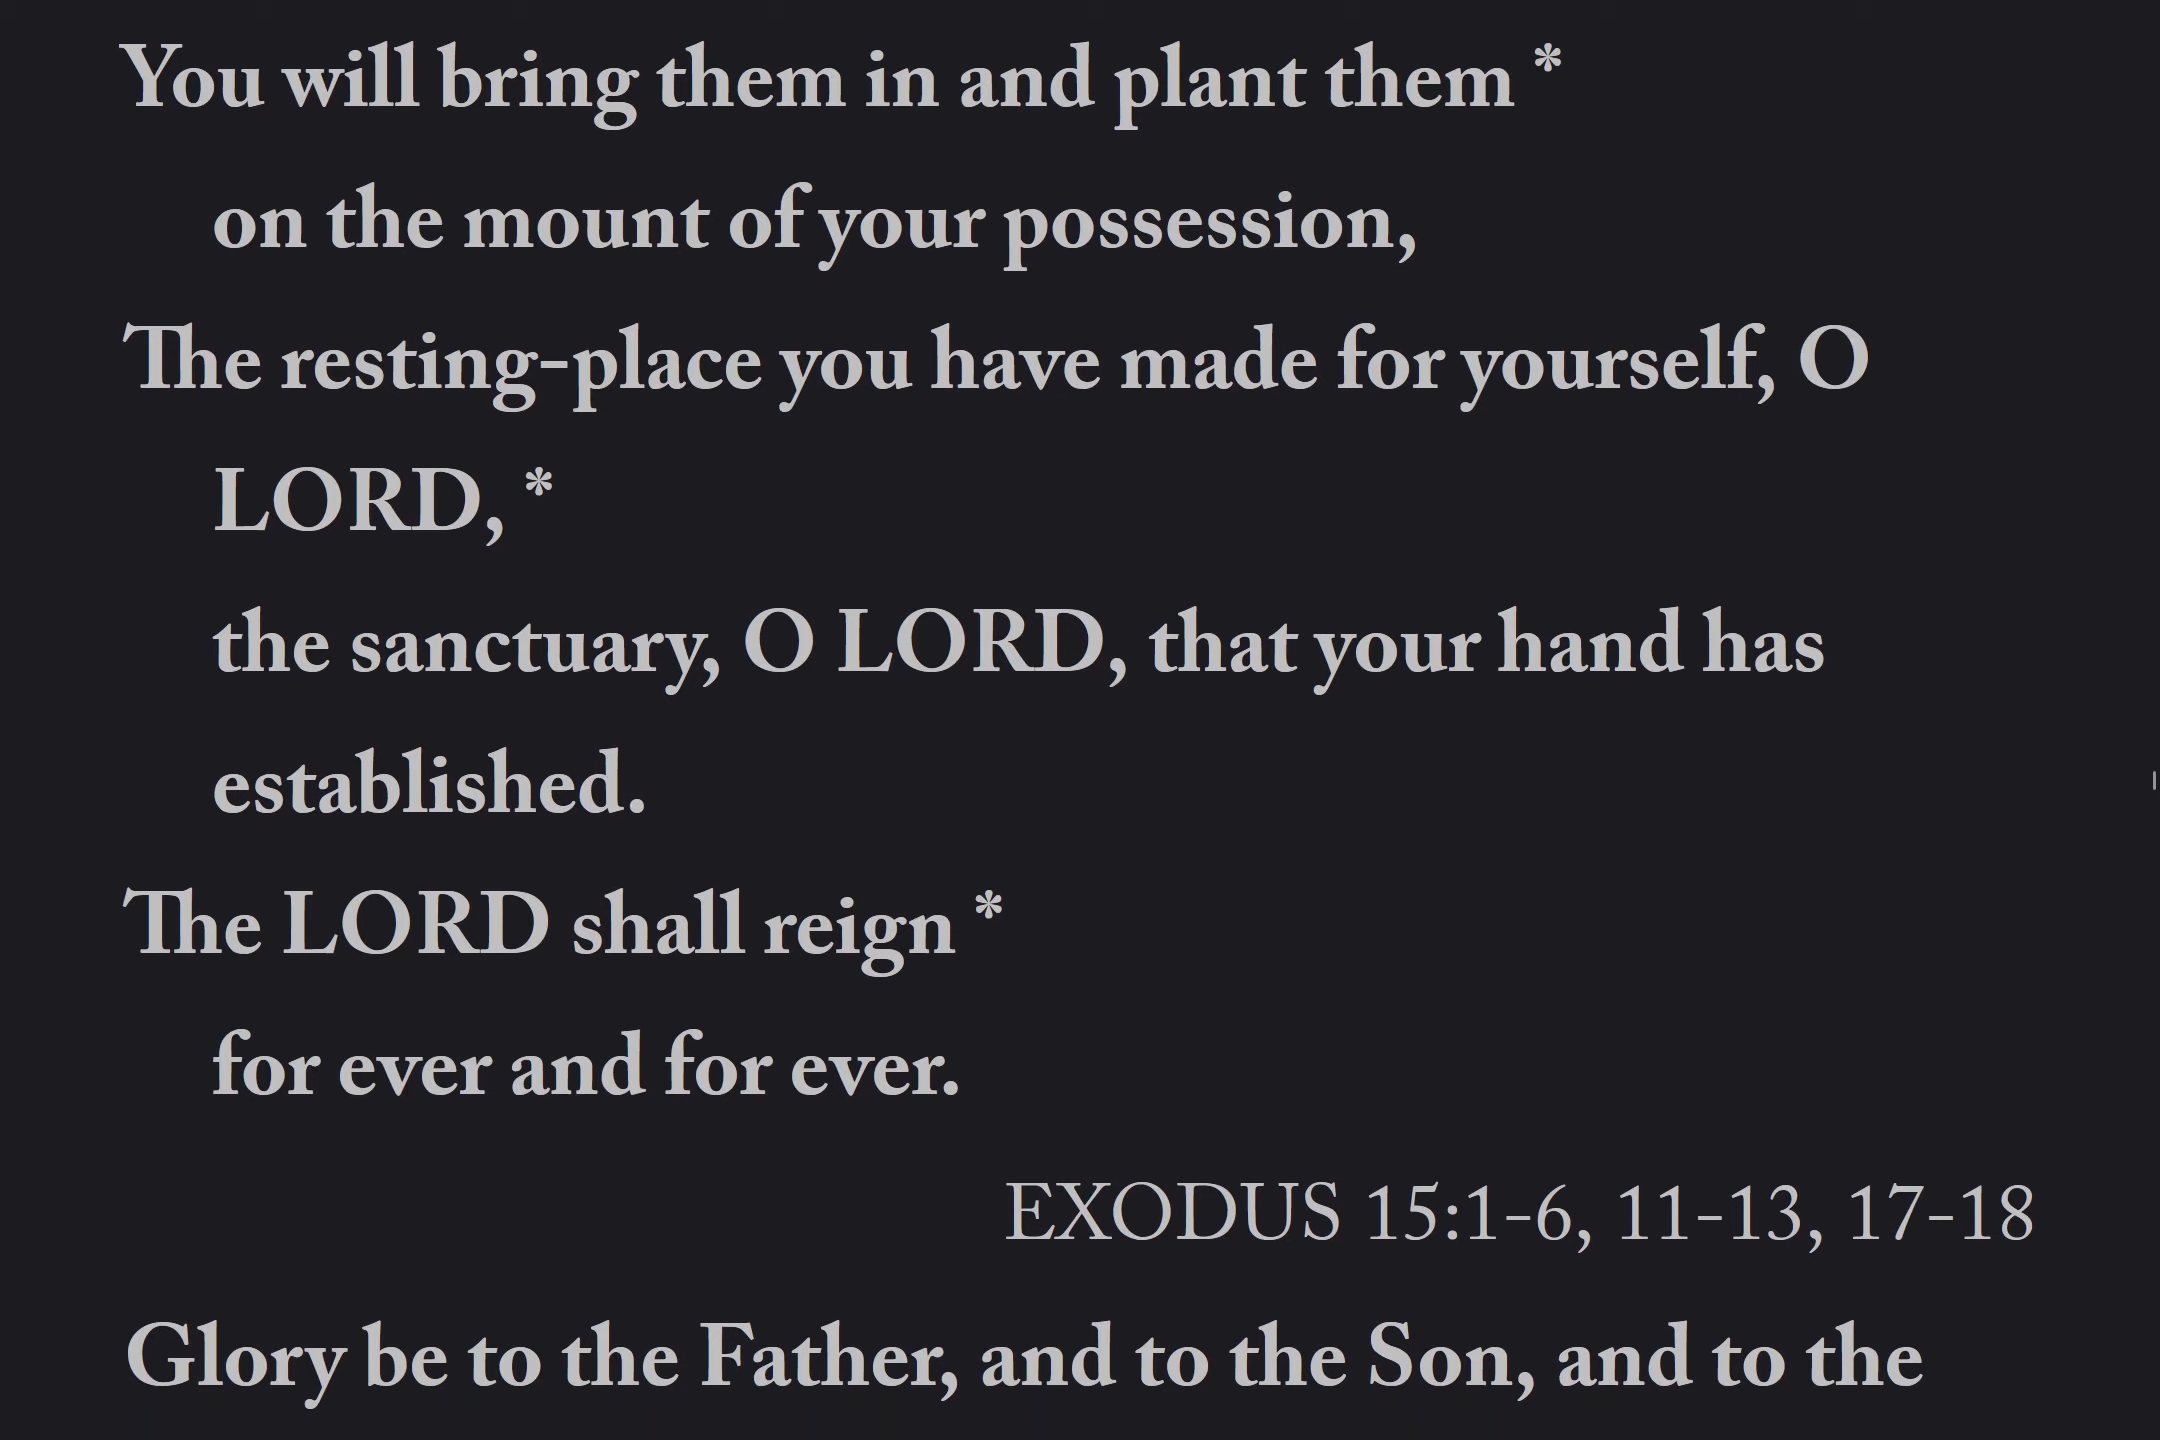 You will bring them in and plant them *
on the mount of your possession,
The resting-place you have made for yourself, O
LORD, *
the sanctuary, O LORD, that your hand has
established.
The LORD shall reign *
for ever and for ever.
EXODUS 15:1-6, 11-13, 17-18
Glory be to the Father, and to the Son, and to the